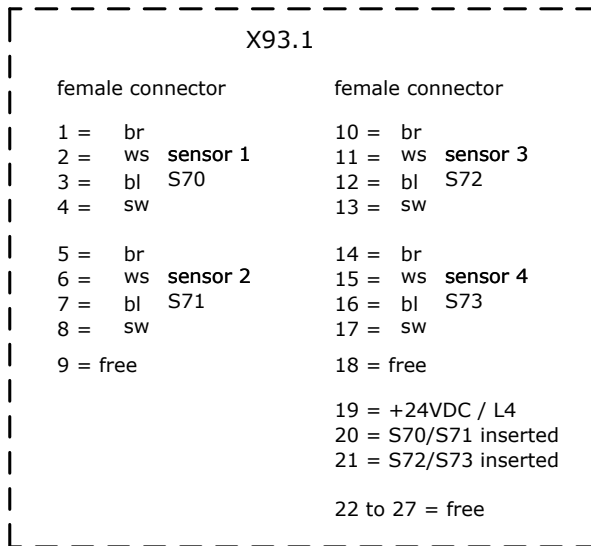 X93.1
female connector
1 = br
2 = ws sensor 1
3 = bl S70
4 = sw
5 = br
6 = ws sensor 2
7 = bl S71
8 = sw
9 = free
female connector
10 = br
11 = ws sensor 3
12 = bl S72
13 = sw
14 = br
15 = ws sensor 4
16 = bl S73
17 = sw
18 = free
19 = +24VDC / L4
20 = S70/S71 inserted
21 = S72/S73 inserted
22 to 27 = free